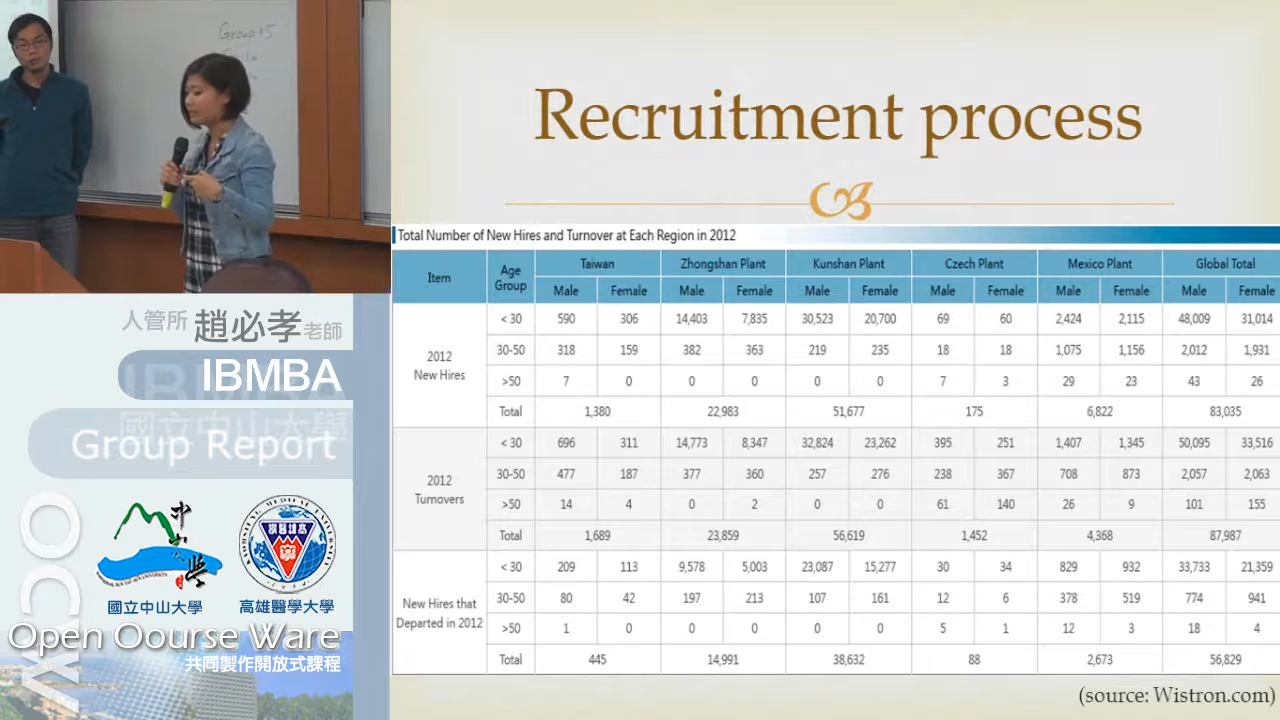 Group 5
Recruitment process
Total Number of New Hires and Turnover at Each Region in 2012
Item Age Group Taiwan Zhongshan Plant Kunshan Plant Czech Plant Mexico Plant Global Total
Male Female Male Female Male Female Male Female Male Female Male Female
2012 New Hires
<30 590 306 14,403 7,835 30,523 20,700 69 60 2,424 2,115 48,009 31,014
30-50 318 159 382 363 219 235 18 18 1,075 1,156 2,012 1,931
>50 7 0 0 0 0 0 7 3 29 23 43 26
Total 1,380 22,983 51,677 175 6,822 83,035
2012 Turnovers
<30 696 311 14,773 8,347 32,824 23,262 395 251 1,407 1,345 50,095 33,516
30-50 477 187 377 360 257 276 238 367 708 873 2,057 2,063
>50 14 4 0 2 0 0 61 140 26 9 101 155
Total 1,689 23,859 56,619 1,452 4,368 87,987
New Hires that Departed in 2012
<30 209 113 9,578 5,003 23,087 15,277 30 34 829 932 33,733 21,359
30-50 80 42 197 213 107 161 12 6 378 519 774 941
>50 1 0 0 0 0 0 5 1 12 3 18 4
Total 445 14,991 38,632 88 2,673 56,829
(source: Wistron.com)
人管所 趙必孝老師
IBMBA
國立中山大學
Group Report
中山大學
國立中山大學
高雄醫學大學
Open Oourse Ware
共同製作開放式課程
OCW